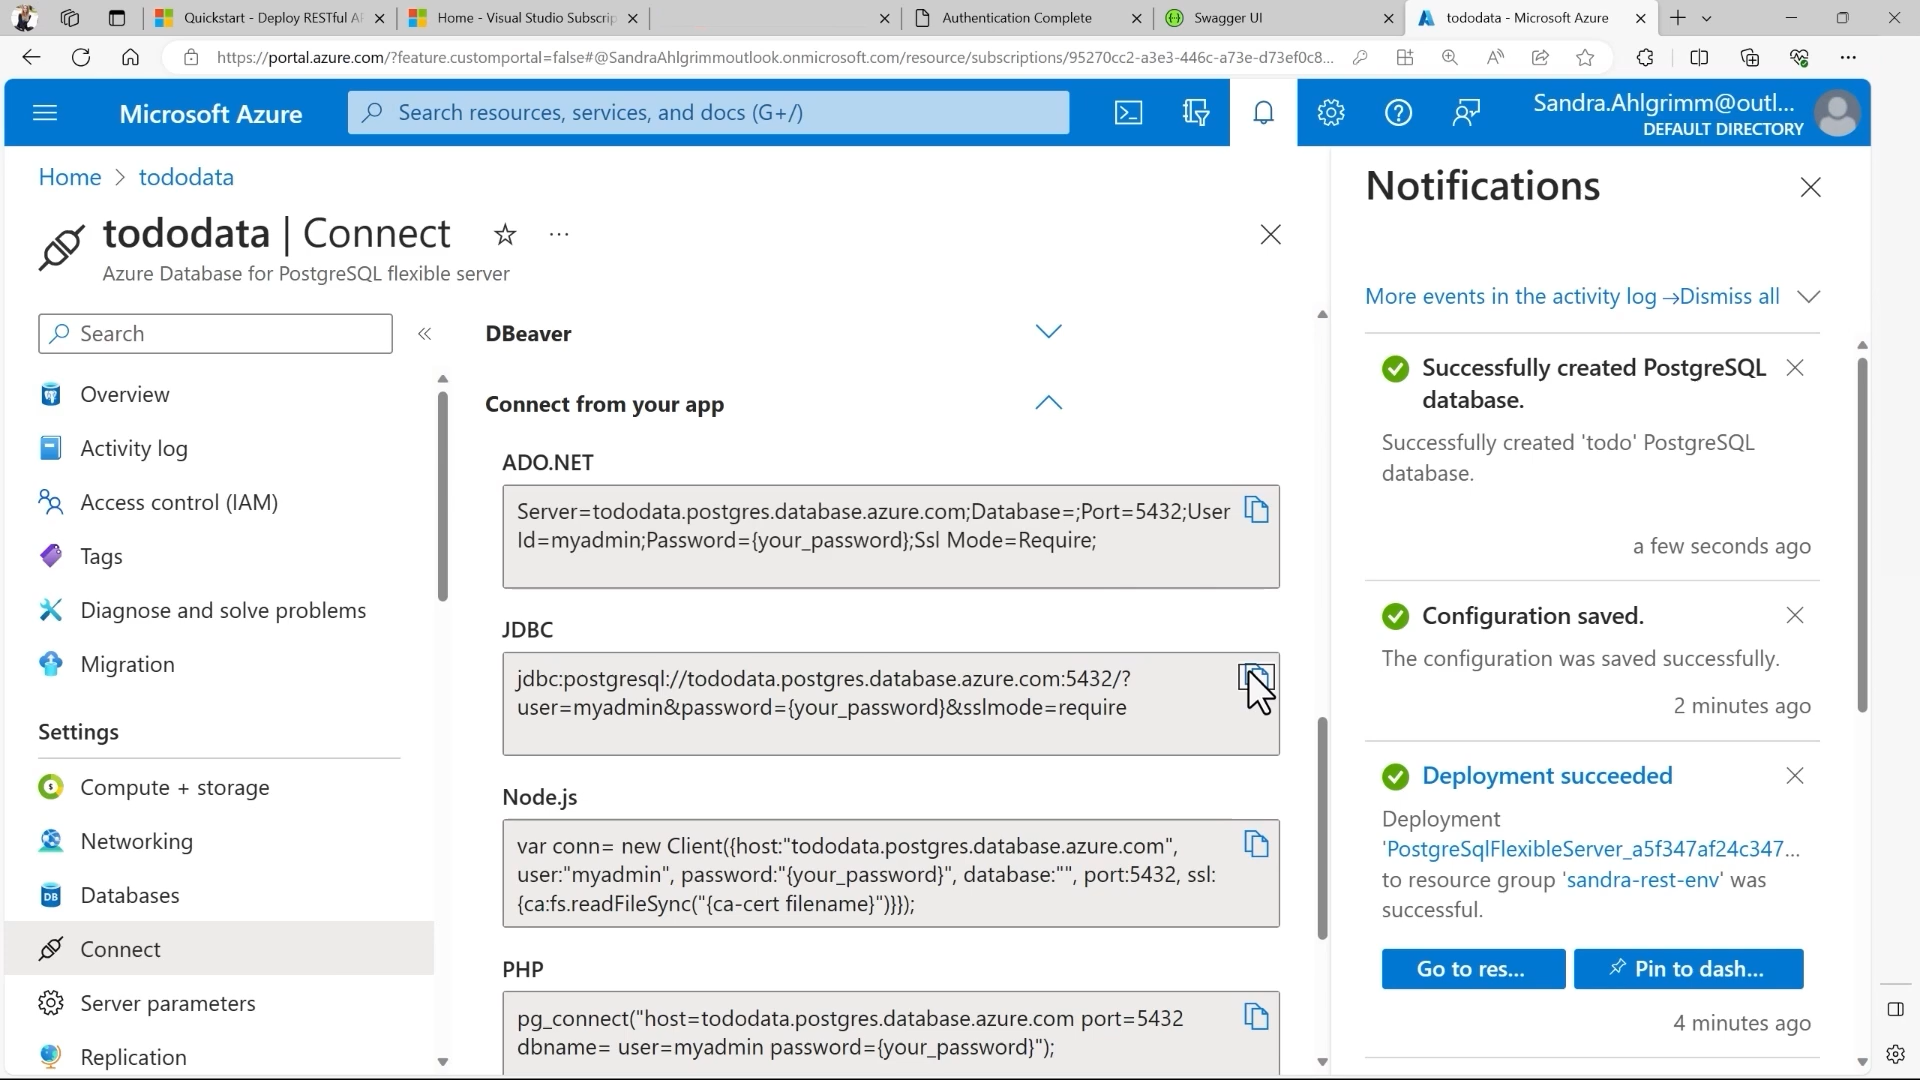 Quickstart - Deploy RESTful AF
Home - Visual Studio Subscrip
Authentication Complete
Swagger UI
tododata - Microsoft Azure
https://portal.azure.com/?feature.customportal=false#@SandraAhlgrimmoutlook.onmicrosoft.com/resource/subscriptions/95270cc2-a3e3-446c-a73e-d73ef0c8...
Microsoft Azure
Search resources, services, and docs (G+/)
Sandra.Ahlgrimm@outl...
DEFAULT DIRECTORY
Home > tododata
tododata | Connect
Azure Database for PostgreSQL flexible server
Search
Overview
Activity log
Access control (IAM)
Tags
Diagnose and solve problems
Migration
Settings
Compute + storage
Networking
Databases
Connect
Server parameters
Replication
DBeaver
Connect from your app
ADO.NET
Server=tododata.postgres.database.azure.com;Database=;Port=5432;User
Id=myadmin;Password={your_password};Ssl Mode=Require;
JDBC
jdbc:postgresql://tododata.postgres.database.azure.com:5432/?
user=myadmin&password={your_password}&sslmode=require
Node.js
var conn= new Client({host:"tododata.postgres.database.azure.com",
user:"myadmin", password:"{your_password}", database:"", port:5432, ssl:
{ca:fs.readFileSync("{ca-cert filename}")}});
PHP
pg_connect("host=tododata.postgres.database.azure.com port=5432
dbname= user=myadmin password={your_password}");
Notifications
More events in the activity log →Dismiss all
Successfully created PostgreSQL
database.
Successfully created 'todo' PostgreSQL
database.
a few seconds ago
Configuration saved.
The configuration was saved successfully.
2 minutes ago
Deployment succeeded
Deployment
'PostgreSqlFlexibleServer_a5f347af24c347...
to resource group 'sandra-rest-env' was
successful.
Go to res...
Pin to dash...
4 minutes ago